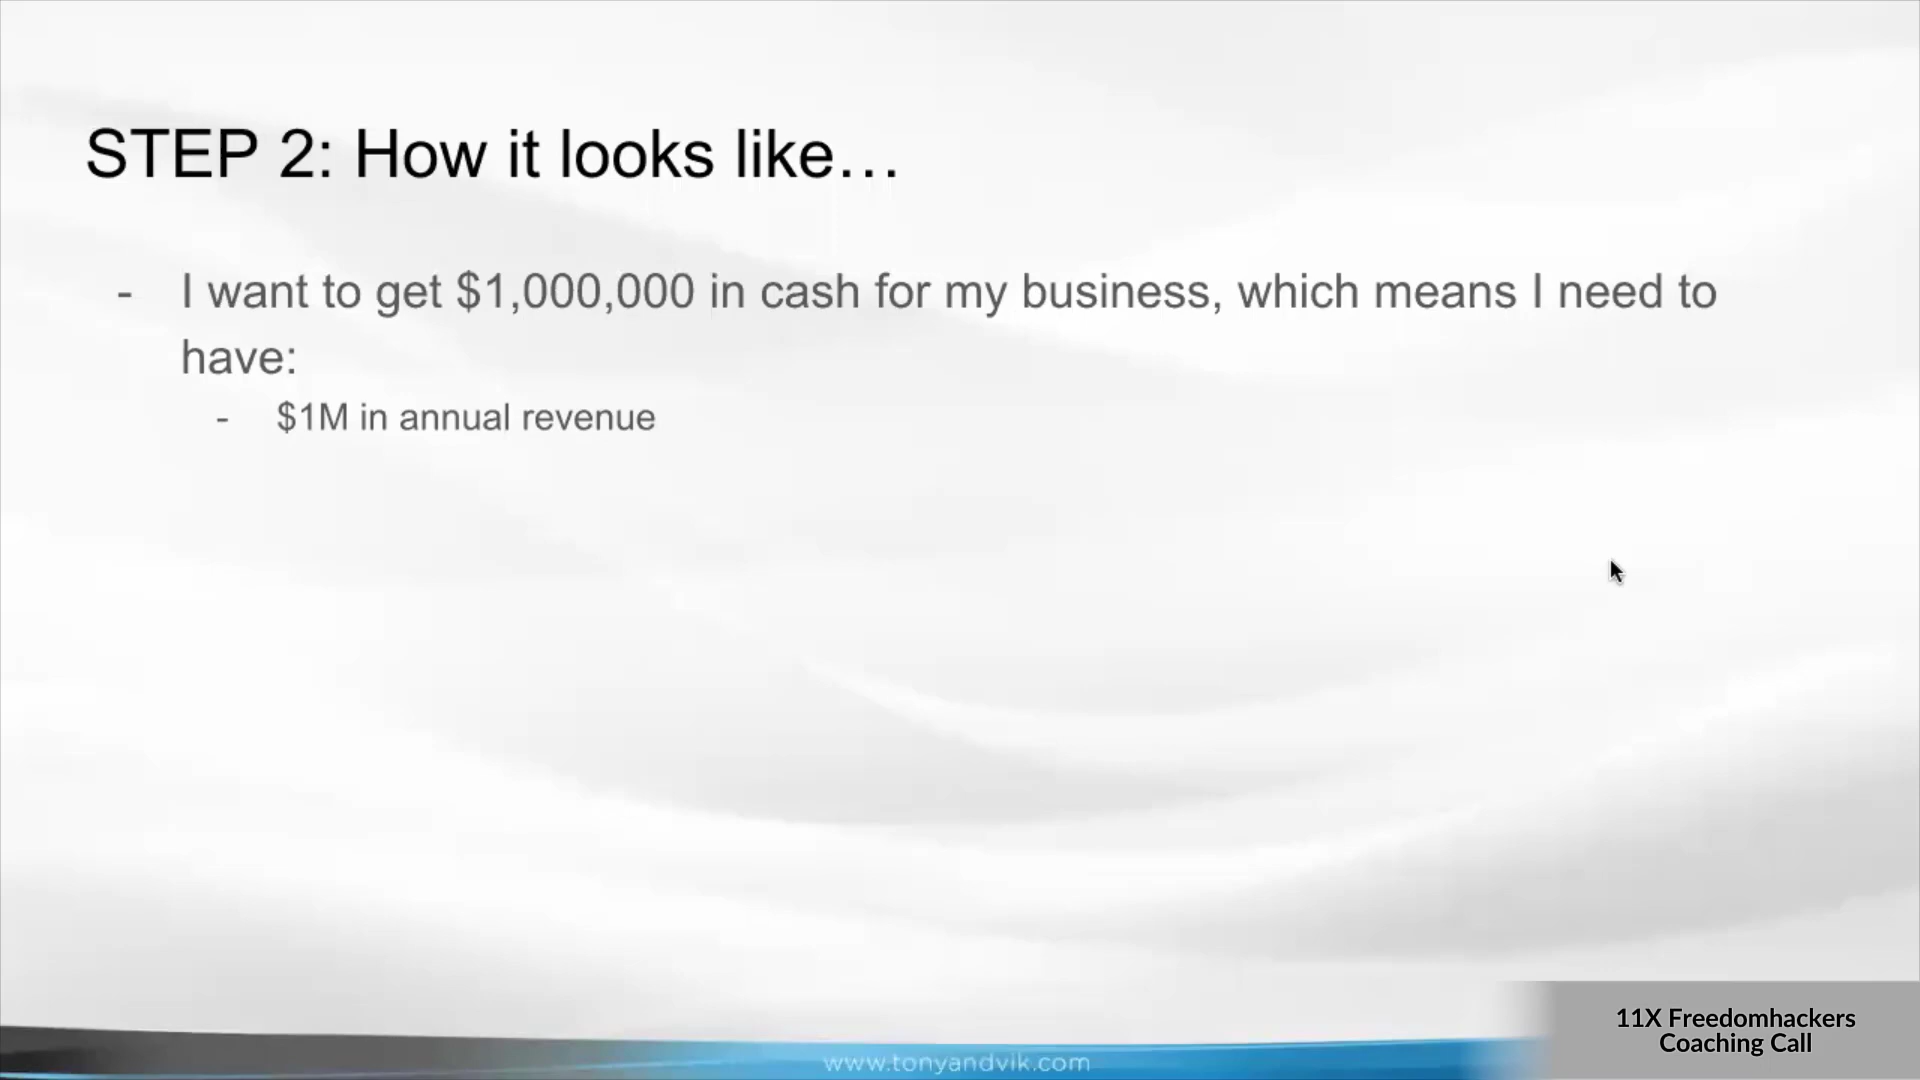 STEP 2: How it looks like…
- I want to get $1,000,000 in cash for my business, which means I need to
have:
- $1M in annual revenue
11X Freedomhackers
Coaching Call
www.tonyandvik.com